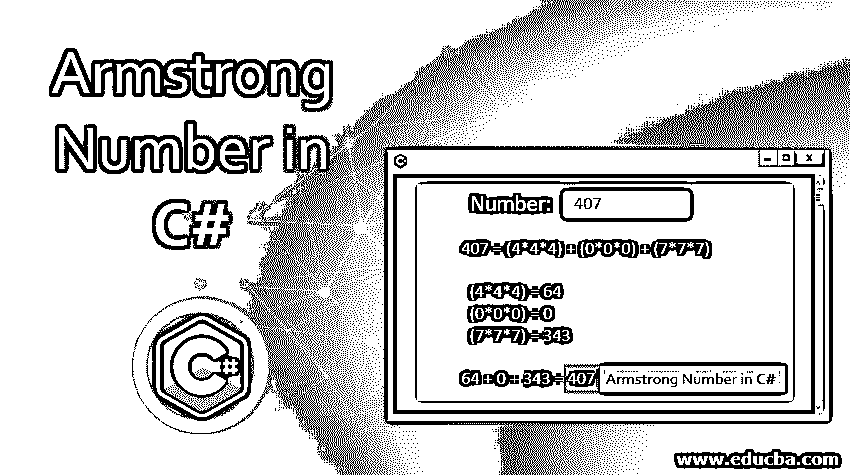 Armstrong
Number in
C#
C#
Number: 407
407=(4*4*4)+(0*0*0)+(7*7*7)
(4*4*4)=64
(0*0*0)=0
(7*7*7)=343
64+0+343=407 Armstrong Number in C#
www.educba.com